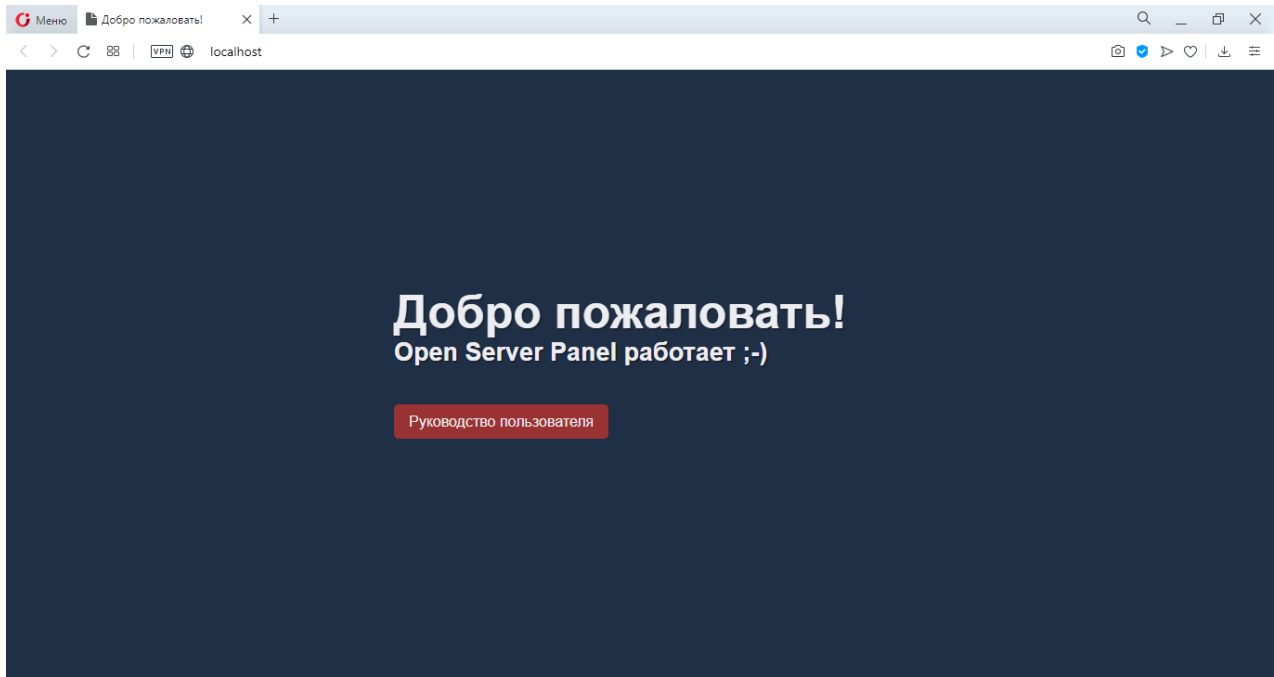 Меню
Добро пожаловать!
VPN
localhost
Добро пожаловать!
Open Server Panel работает ;-)
Руководство пользователя